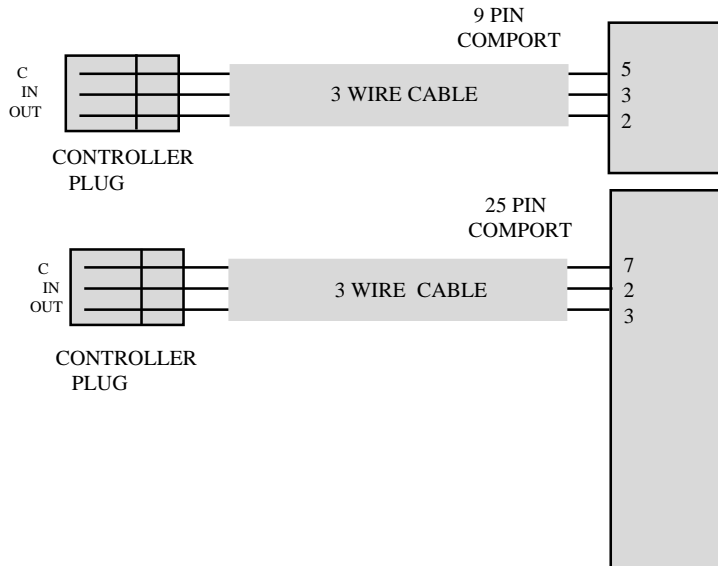 9 PIN
COMPORT
C
IN
OUT
3 WIRE CABLE
5
3
2
CONTROLLER
PLUG
25 PIN
COMPORT
C
IN
OUT
3 WIRE CABLE
7
2
3
CONTROLLER
PLUG